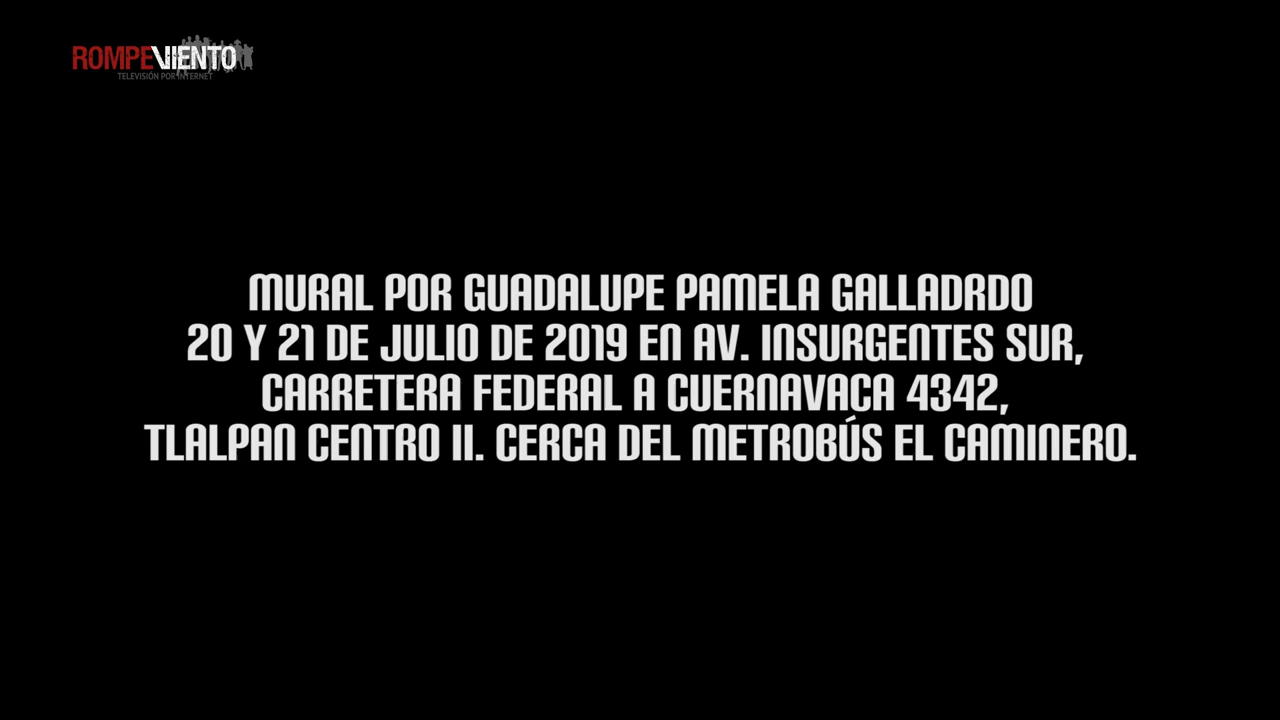 ROMPEVIENTO
TELEVISIÓN POR INTERNET
MURAL POR GUADALUPE PAMELA GALLADRDO
20 Y 21 DE JULIO DE 2019 EN AV. INSURGENTES SUR,
CARRETERA FEDERAL A CUERNAVACA 4342,
TLALPAN CENTRO II. CERCA DEL METROBÚS EL CAMINERO.